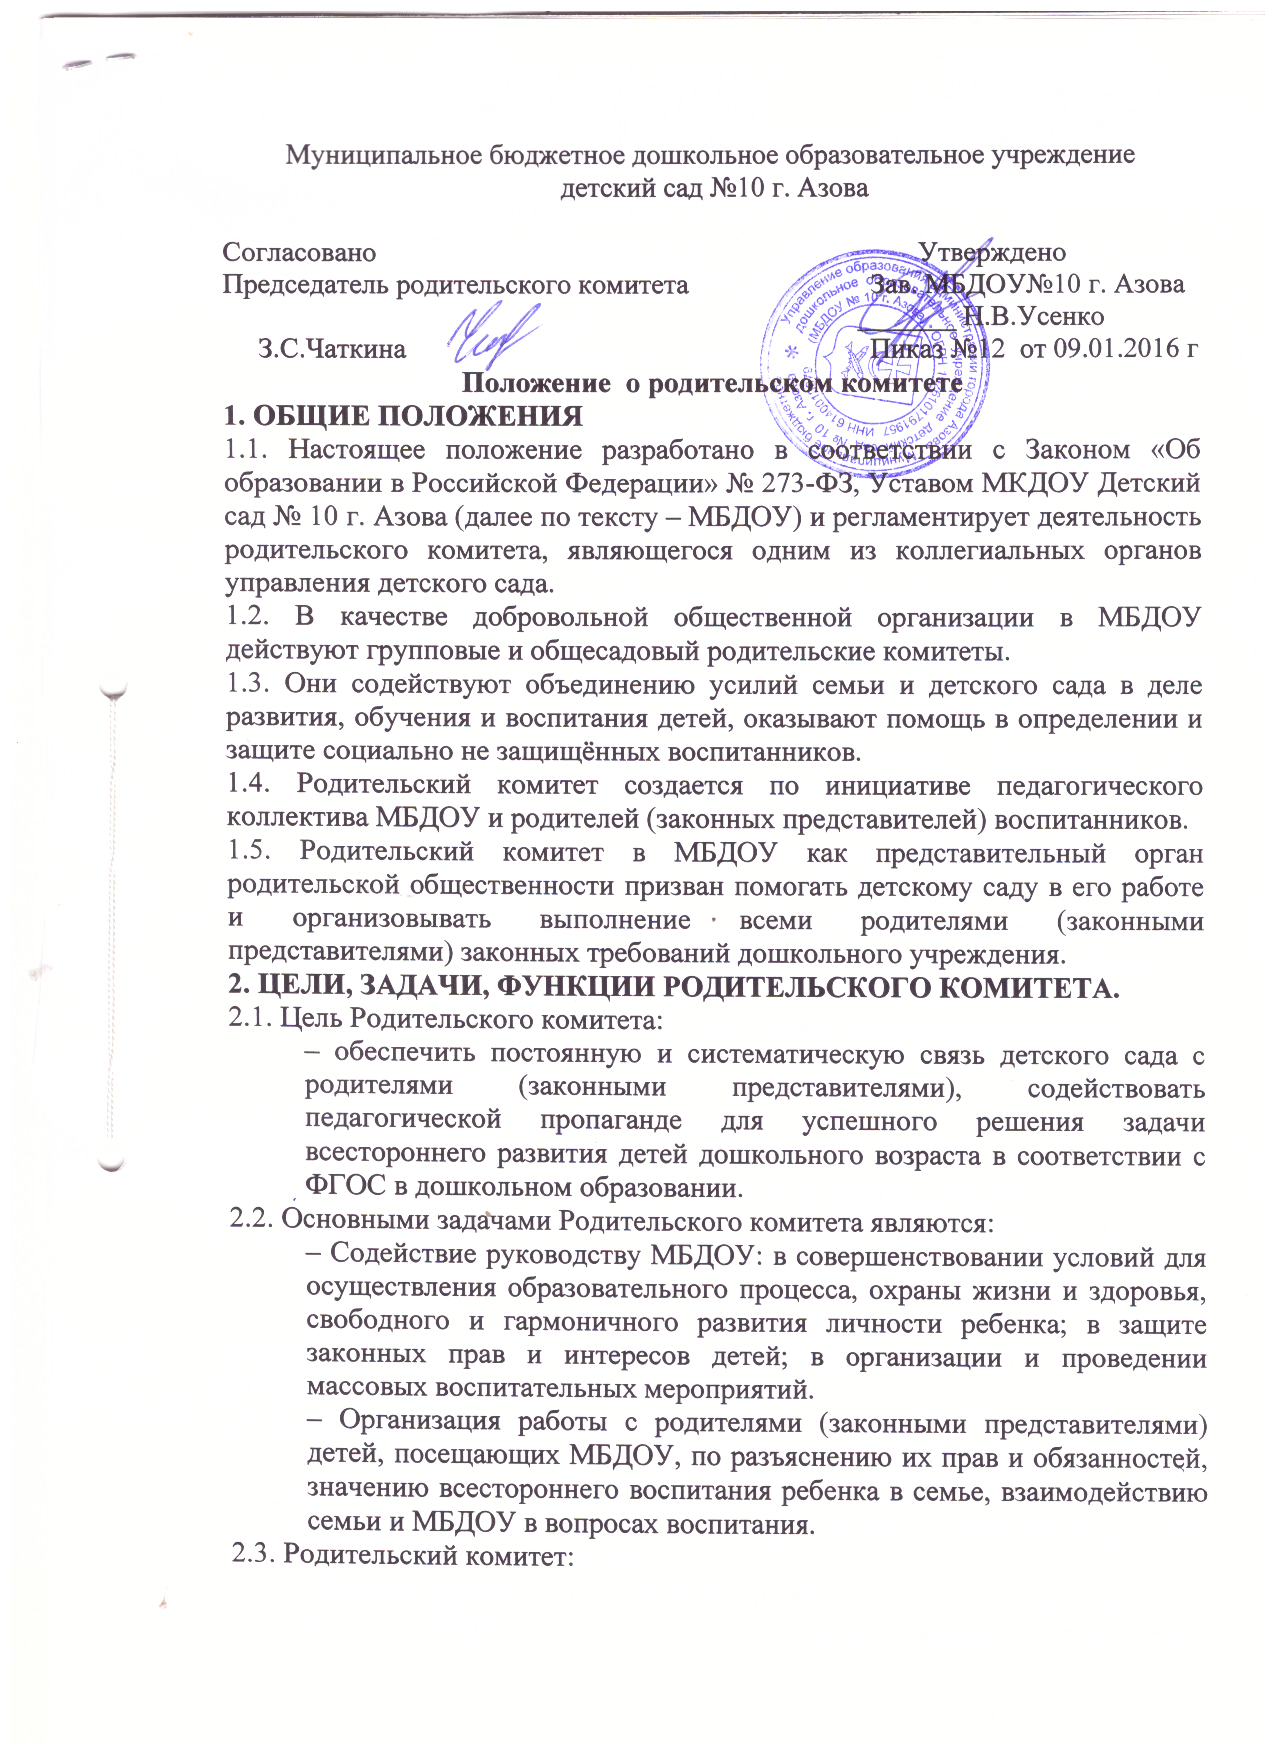 Муниципальное бюджетное дошкольное образовательное учреждение
детский сад №10 г. Азова
Согласовано Утверждено
Председатель родительского комитета Зав. МБДОУ№10 г. Азова
Н.В.Усенко
З.С.Чаткина Пиказ №12 от 09.01.2016 г
Положение о родительском комитете
1. ОБЩИЕ ПОЛОЖЕНИЯ
1.1. Настоящее положение разработано в соответствии с Законом «Об
образовании в Российской Федерации» № 273-ФЗ, Уставом МКДОУ Детский
сад № 10 г. Азова (далее по тексту – МБДОУ) и регламентирует деятельность
родительского комитета, являющегося одним из коллегиальных органов
управления детского сада.
1.2. В качестве добровольной общественной организации в МБДОУ
действуют групповые и общесадовый родительские комитеты.
1.3. Они содействуют объединению усилий семьи и детского сада в деле
развития, обучения и воспитания детей, оказывают помощь в определении и
защите социально не защищённых воспитанников.
1.4. Родительский комитет создается по инициативе педагогического
коллектива МБДОУ и родителей (законных представителей) воспитанников.
1.5. Родительский комитет в МБДОУ как представительный орган
родительской общественности призван помогать детскому саду в его работе
и организовывать выполнение всеми родителями (законными
представителями) законных требований дошкольного учреждения.
2. ЦЕЛИ, ЗАДАЧИ, ФУНКЦИИ РОДИТЕЛЬСКОГО КОМИТЕТА.
2.1. Цель Родительского комитета:
– обеспечить постоянную и систематическую связь детского сада с
родителями (законными представителями), содействовать
педагогической пропаганде для успешного решения задачи
всестороннего развития детей дошкольного возраста в соответствии с
ФГОС в дошкольном образовании.
2.2. Основными задачами Родительского комитета являются:
– Содействие руководству МБДОУ: в совершенствовании условий для
осуществления образовательного процесса, охраны жизни и здоровья,
свободного и гармоничного развития личности ребенка; в защите
законных прав и интересов детей; в организации и проведении
массовых воспитательных мероприятий.
– Организация работы с родителями (законными представителями)
детей, посещающих МБДОУ, по разъяснению их прав и обязанностей,
значению всестороннего воспитания ребенка в семье, взаимодействию
семьи и МБДОУ в вопросах воспитания.
2.3. Родительский комитет: